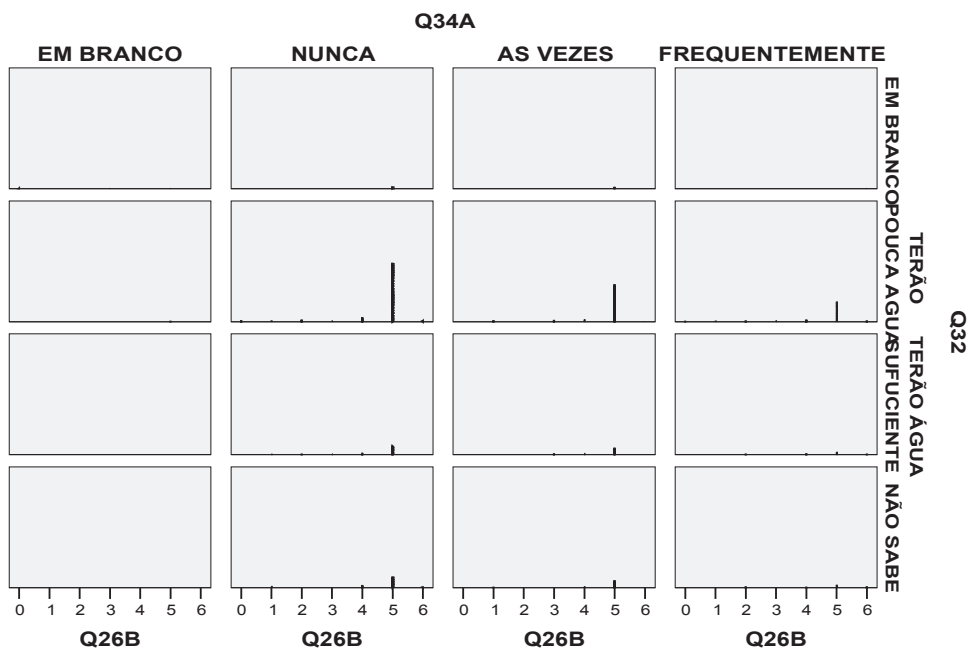 Q34A
EM BRANCO NUNCA AS VEZES FREQUENTEMENTE
EM BRANCO
TERÃO
POUCA AGUA
TERÃO ÁGUA
SUFUCIENTE
NÃO SABE
Q32
0 1 2 3 4 5 6 0 1 2 3 4 5 6 0 1 2 3 4 5 6 0 1 2 3 4 5 6
Q26B Q26B Q26B Q26B